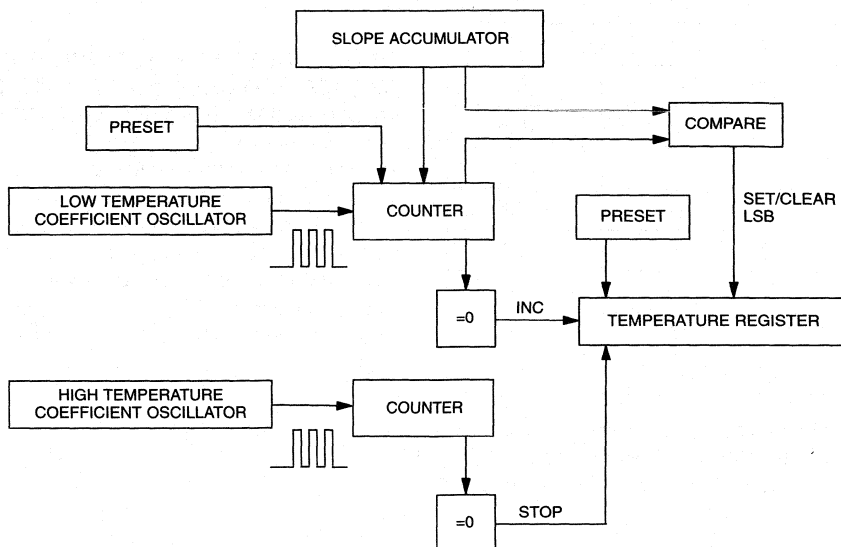 SLOPE ACCUMULATOR
PRESET
COMPARE
LOW TEMPERATURE
COEFFICIENT OSCILLATOR
COUNTER
PRESET
SET/CLEAR
LSB
=0
INC
TEMPERATURE REGISTER
HIGH TEMPERATURE
COEFFICIENT OSCILLATOR
COUNTER
=0
STOP